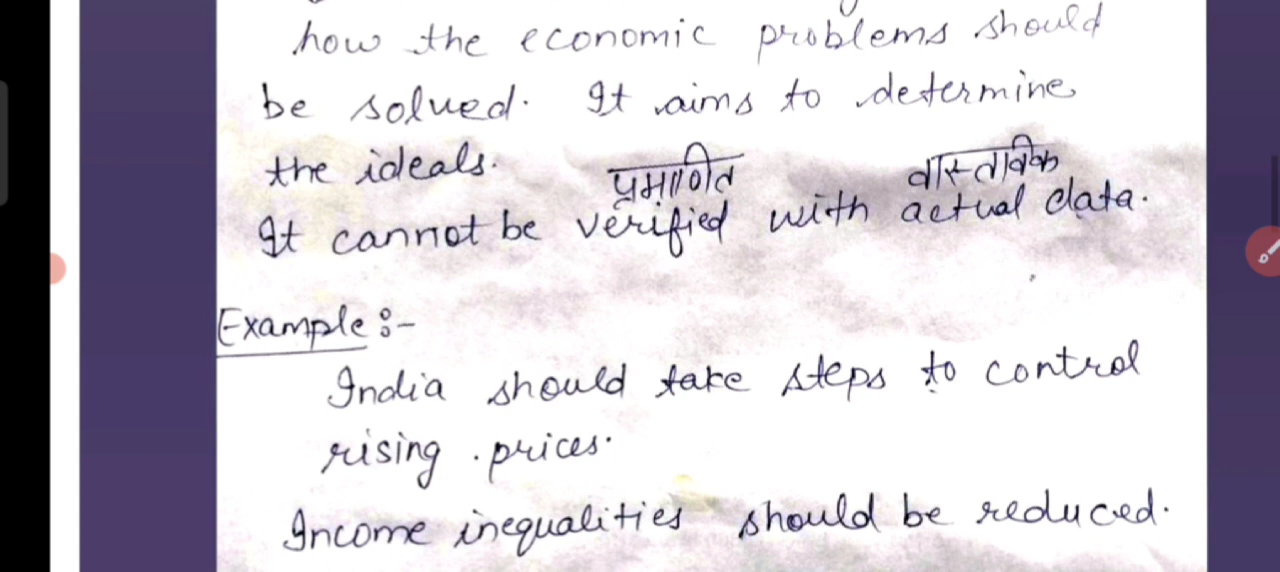 how the economic problems should
be solved. It aims to determine
the ideals.
प्रमाणित वास्तविक
It cannot be verified with actual data.
Example :-
India should take steps to control
rising prices.
Income inequalities should be reduced.